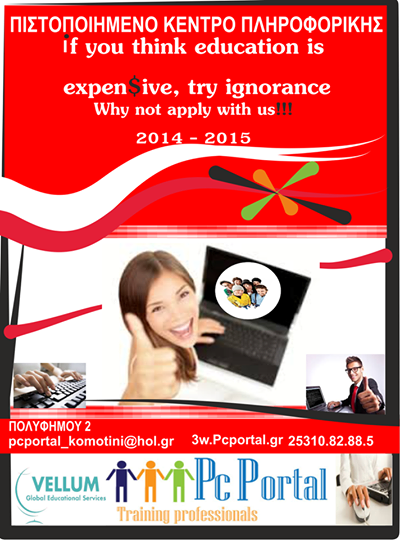 ΠΙΣΤΟΠΟΙΗΜΕΝΟ ΚΕΝΤΡΟ ΠΛΗΡΟΦΟΡΙΚΗΣ
if you think education is
expen$ive, try ignorance
Why not apply with us!!!
2014 - 2015
ΠΟΛΥΦΗΜΟΥ 2
pcportal_komotini@hol.gr 3w.Pcportal.gr 25310.82.88.5
VELLUM
Global Educational Services
Pc Portal
Training professionals